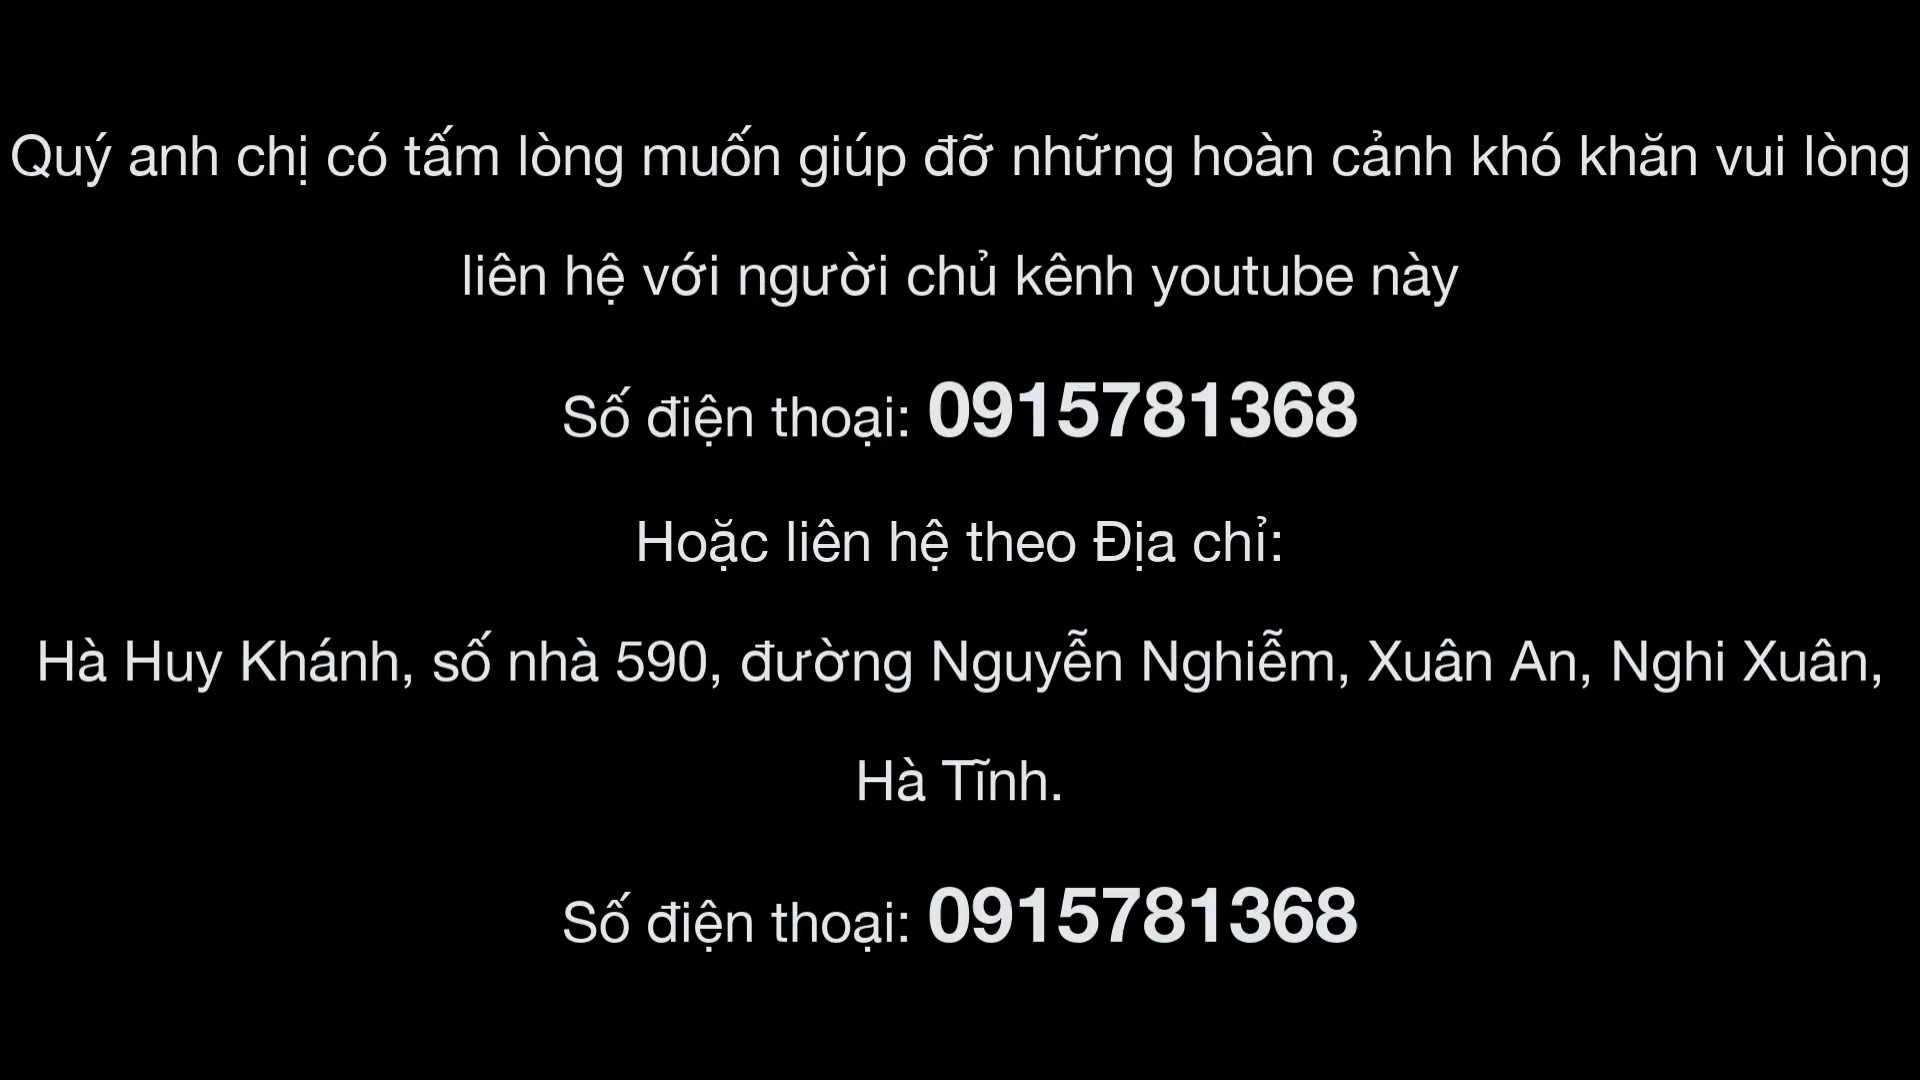 Quý anh chị có tấm lòng muốn giúp đỡ những hoàn cảnh khó khăn vui lòng
liên hệ với người chủ kênh youtube này
Số điện thoại: 0915781368
Hoặc liên hệ theo Địa chỉ:
Hà Huy Khánh, số nhà 590, đường Nguyễn Nghiễm, Xuân An, Nghi Xuân,
Hà Tĩnh.
Số điện thoại: 0915781368